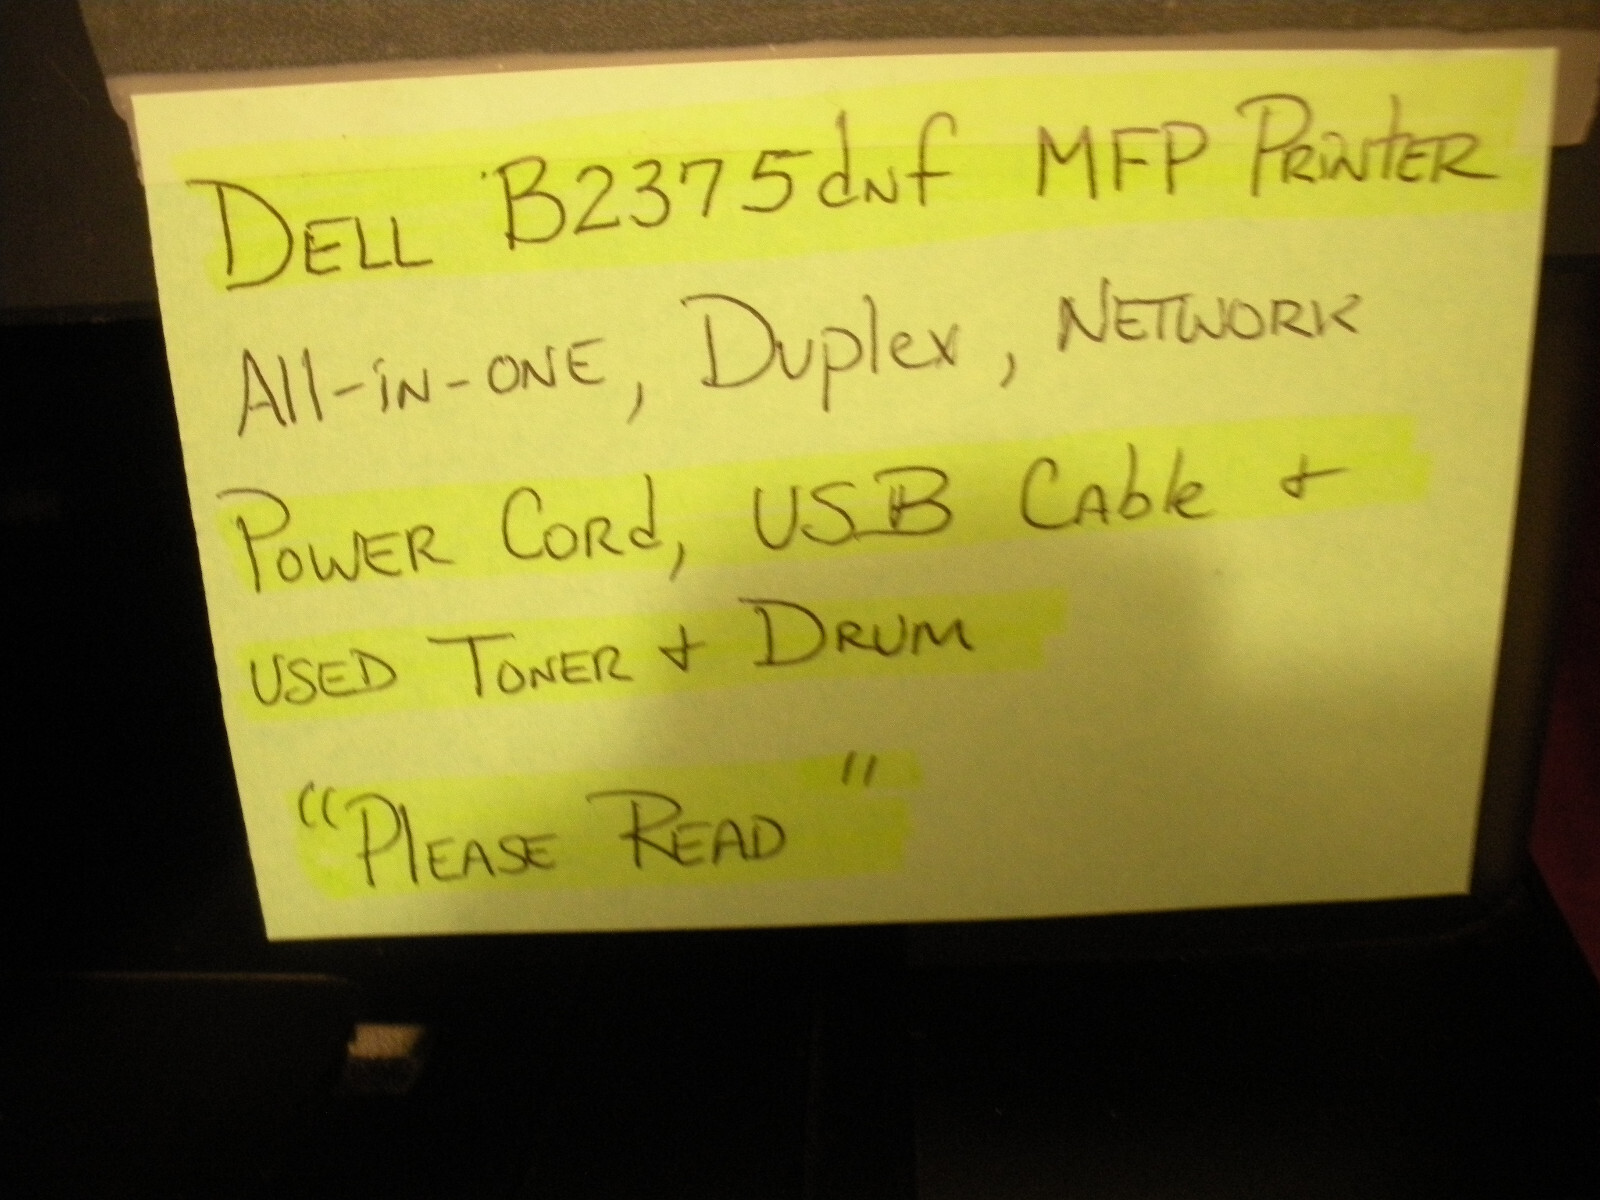 DELL B2375dnf MFP PRINTER
All-iN-ONE, Duplex, NETWORK
POWER CORd, USB CAble +
USED TONER + DRUM
"PlEASE READ"